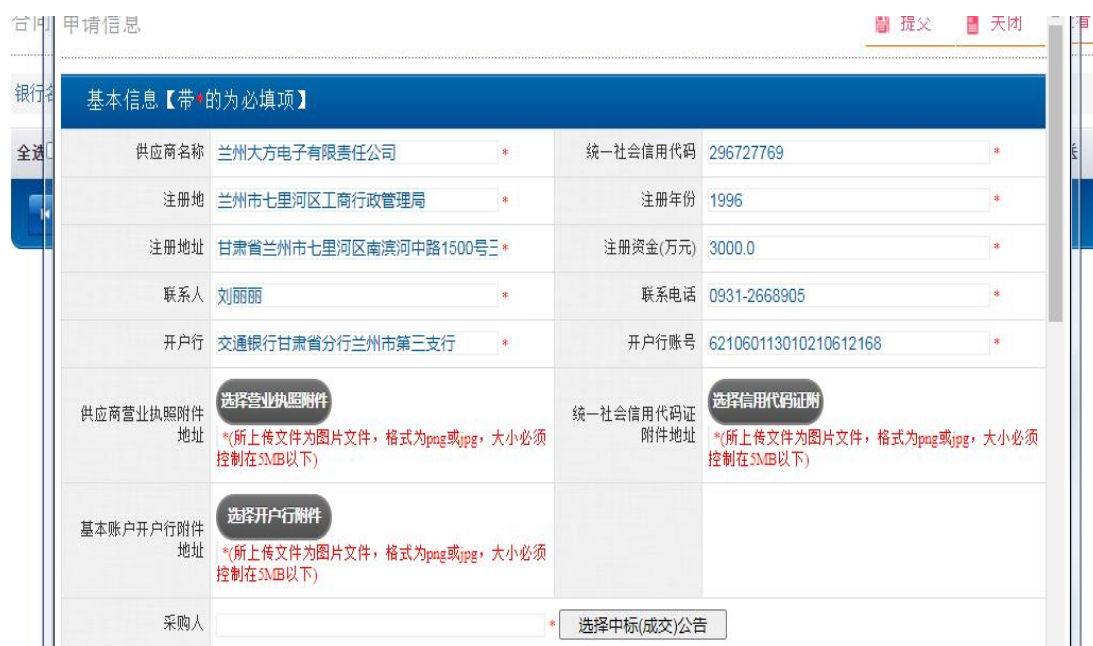 申请信息
提交
关闭
银行名
基本信息【带*的为必填项】
全选
供应商名称 兰州大方电子有限责任公司 * 统一社会信用代码 296727769 *
注册地 兰州市七里河区工商行政管理局 * 注册年份 1996 *
注册地址 甘肃省兰州市七里河区南滨河中路1500号三 * 注册资金(万元) 3000.0 *
联系人 刘丽丽 * 联系电话 0931-2668905 *
开户行 交通银行甘肃省分行兰州市第三支行 * 开户行账号 621060113010210612168 *
供应商营业执照附件
地址
选择营业执照附件
*(所上传文件为图片文件，格式为png或jpg，大小必须
控制在5MB以下)
统一社会信用代码证
附件地址
选择信用代码证附
*(所上传文件为图片文件，格式为png或jpg，大小必须
控制在5MB以下)
基本账户开户行附件
地址
选择开户行附件
*(所上传文件为图片文件，格式为png或jpg，大小必须
控制在5MB以下)
采购人 * 选择中标(成交)公告